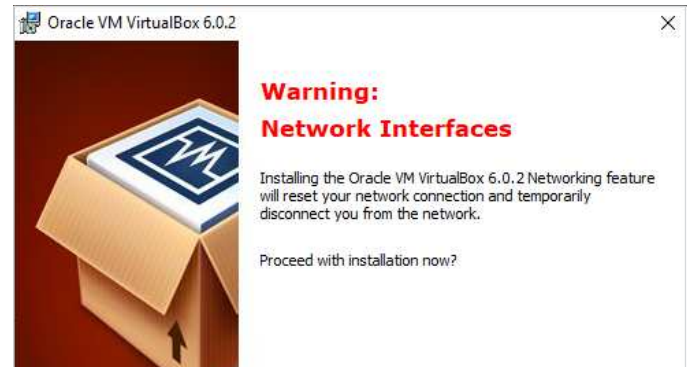 Oracle VM VirtualBox 6.0.2
Warning:
Network Interfaces
Installing the Oracle VM VirtualBox 6.0.2 Networking feature
will reset your network connection and temporarily
disconnect you from the network.
Proceed with installation now?